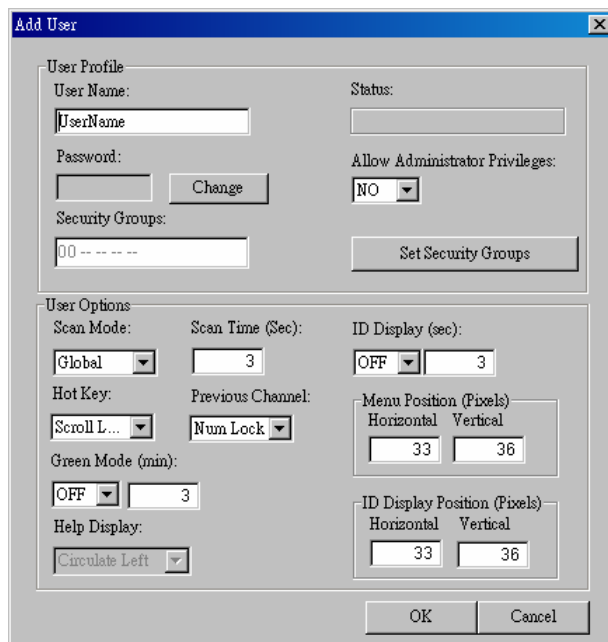 Add User
User Profile
User Name:
Status:
UserName
Password:
Allow Administrator Privileges:
Change
NO
Security Groups:
00 -- -- -- --
Set Security Groups
User Options
Scan Mode:
Scan Time (Sec):
ID Display (sec):
Global
3
OFF
3
Hot Key:
Previous Channel:
Menu Position (Pixels)
Horizontal
Vertical
Scroll L...
Num Lock
33
36
Green Mode (min):
OFF
3
ID Display Position (Pixels)
Help Display:
Horizontal
Vertical
Circulate Left
33
36
OK
Cancel